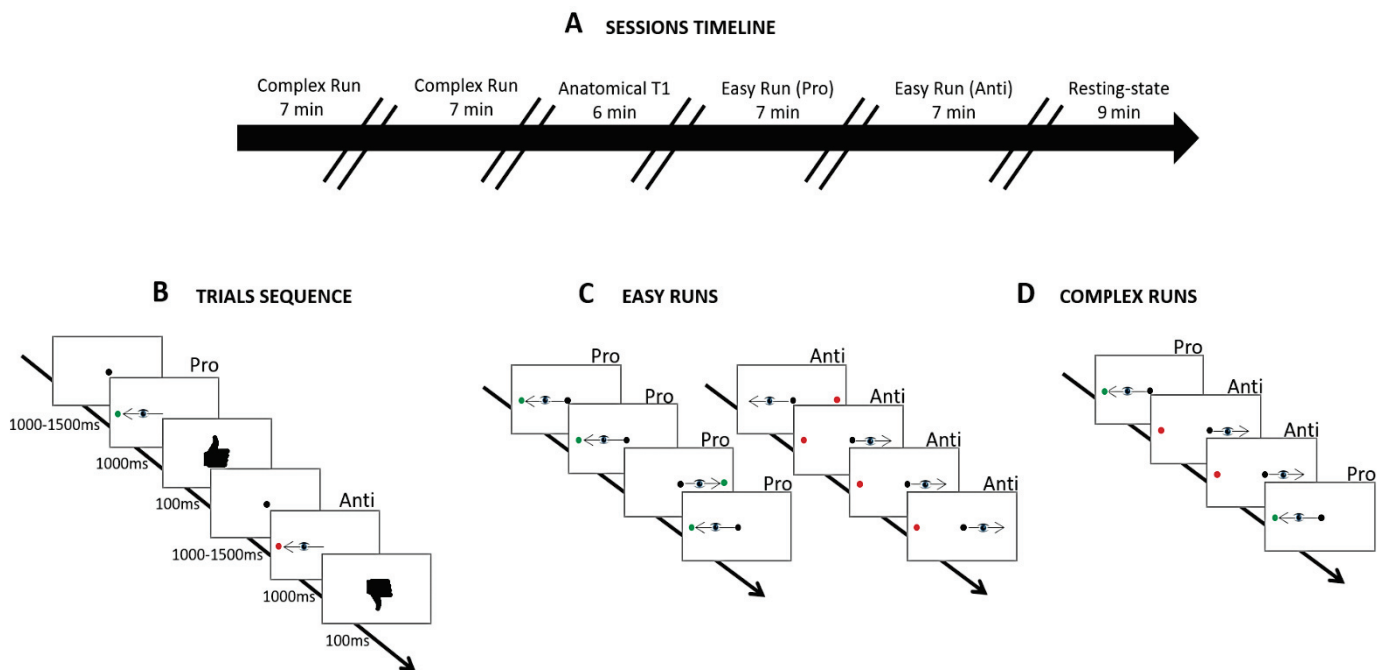 A SESSIONS TIMELINE
Complex Run
7 min
Complex Run
7 min
Anatomical T1
6 min
Easy Run (Pro)
7 min
Easy Run (Anti)
7 min
Resting-state
9 min
B TRIALS SEQUENCE
Pro
1000-1500ms
1000ms
100ms
Anti
1000-1500ms
1000ms
100ms
C EASY RUNS
Pro
Pro
Pro
Pro
Anti
Anti
Anti
Anti
D COMPLEX RUNS
Pro
Anti
Anti
Pro